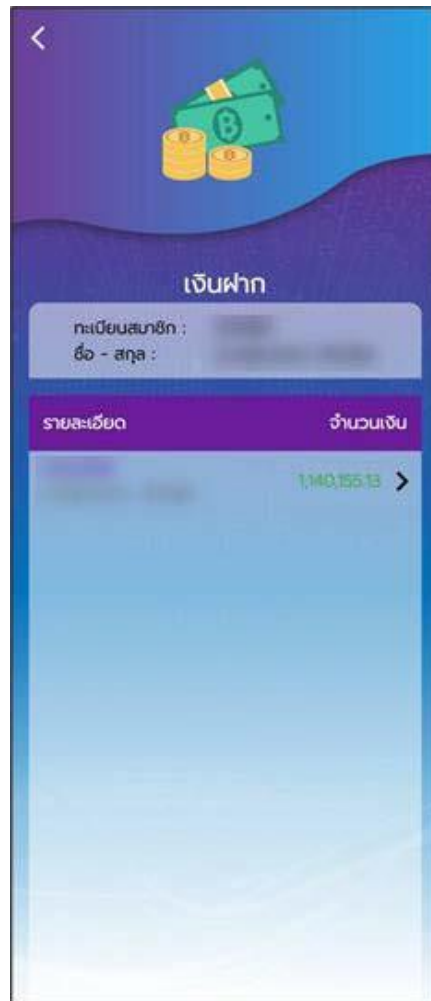 เงินฝาก
ทะเบียนสมาชิก :
ชื่อ - สกุล :
รายละเอียด จำนวนเงิน
1,140,155.13